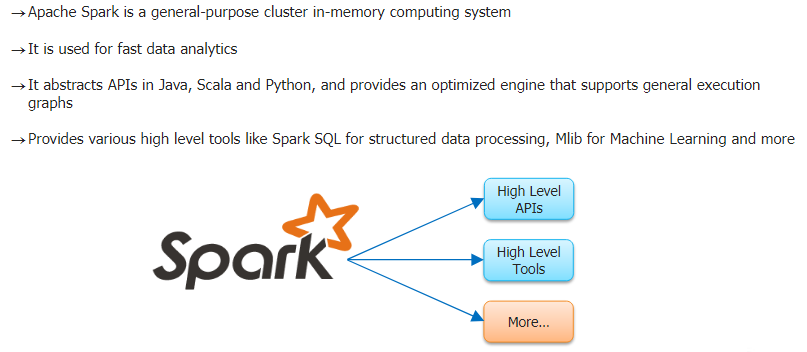 →Apache Spark is a general-purpose cluster in-memory computing system
→It is used for fast data analytics
→It abstracts APIs in Java, Scala and Python, and provides an optimized engine that supports general execution
graphs
→Provides various high level tools like Spark SQL for structured data processing, Mlib for Machine Learning and more
High Level
APIs
Spark
High Level
Tools
More...